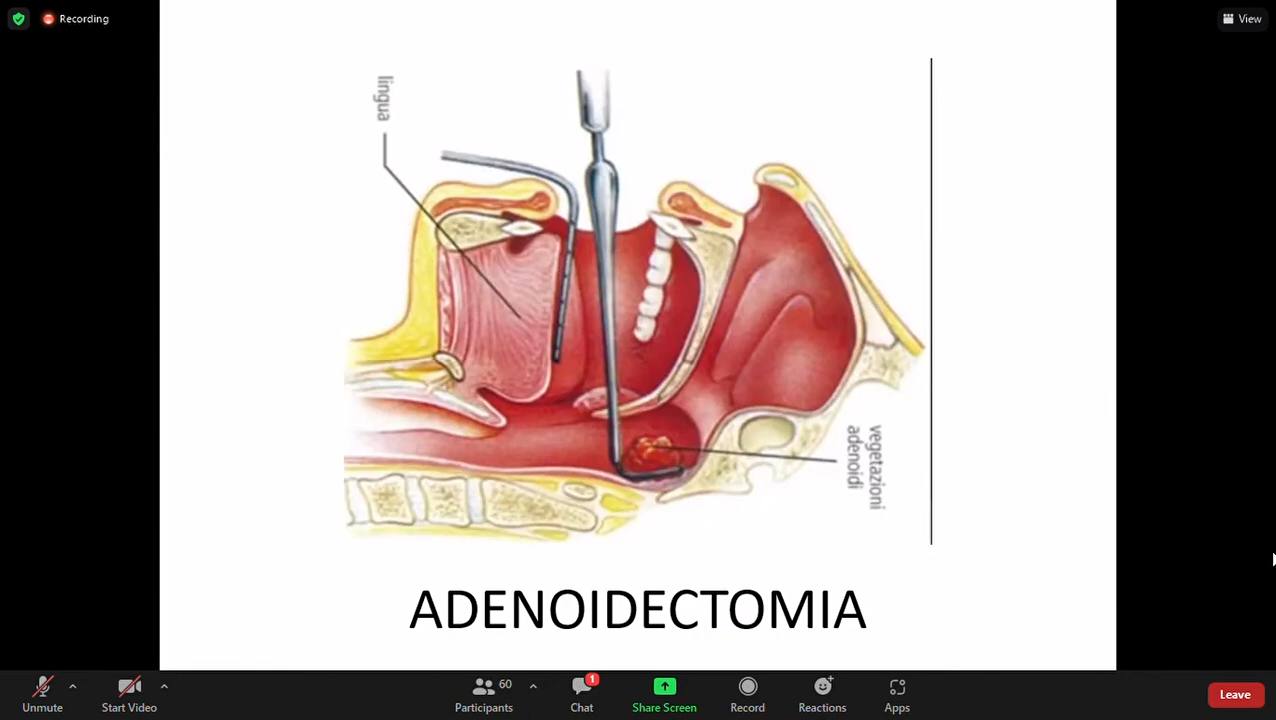 Recording
View
lingua
vegetazioni
adenoidi
ADENOIDECTOMIA
60
1
Unmute
Start Video
Participants
Chat
Share Screen
Record
Reactions
Apps
Leave